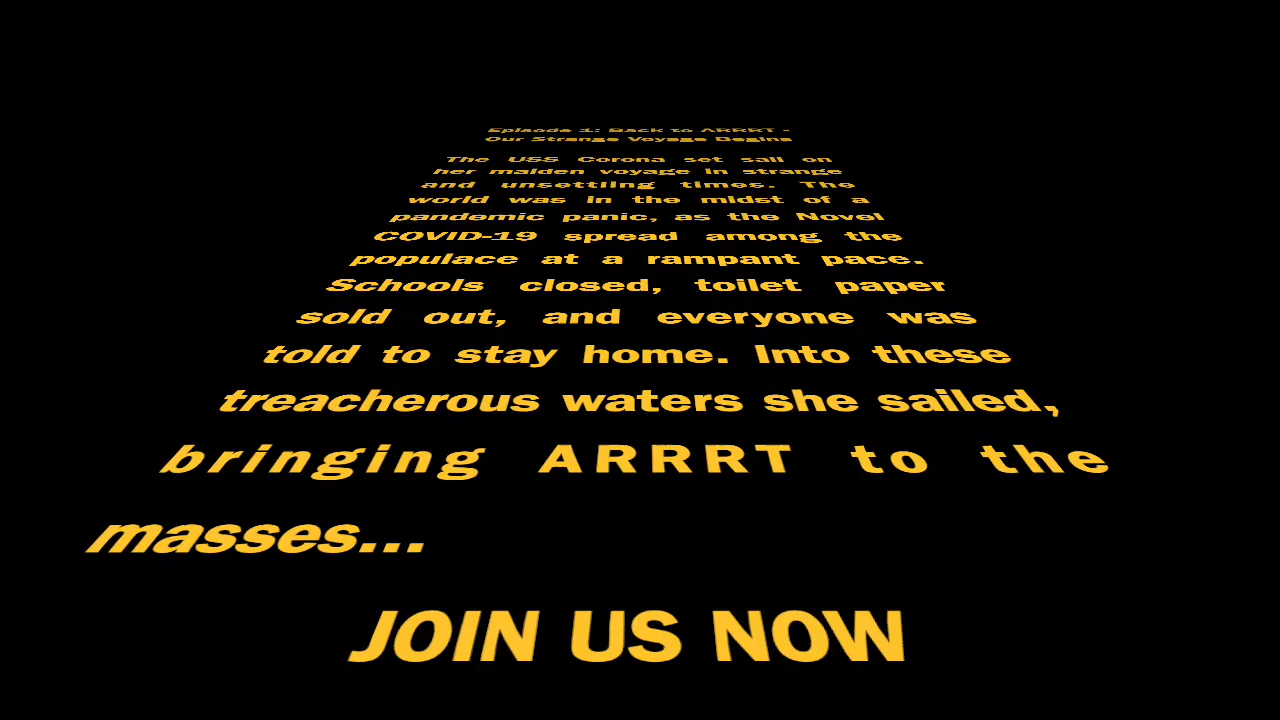 Episode 1: Back to ARRRT -
Our Strange Voyage Begins
The USS Corona set sail on
her maiden voyage in strange
and unsettling times. The
world was in the midst of a
pandemic panic, as the Novel
COVID-19 spread among the
populace at a rampant pace.
Schools closed, toilet paper
sold out, and everyone was
told to stay home. Into these
treacherous waters she sailed,
bringing ARRRT to the
masses...
JOIN US NOW